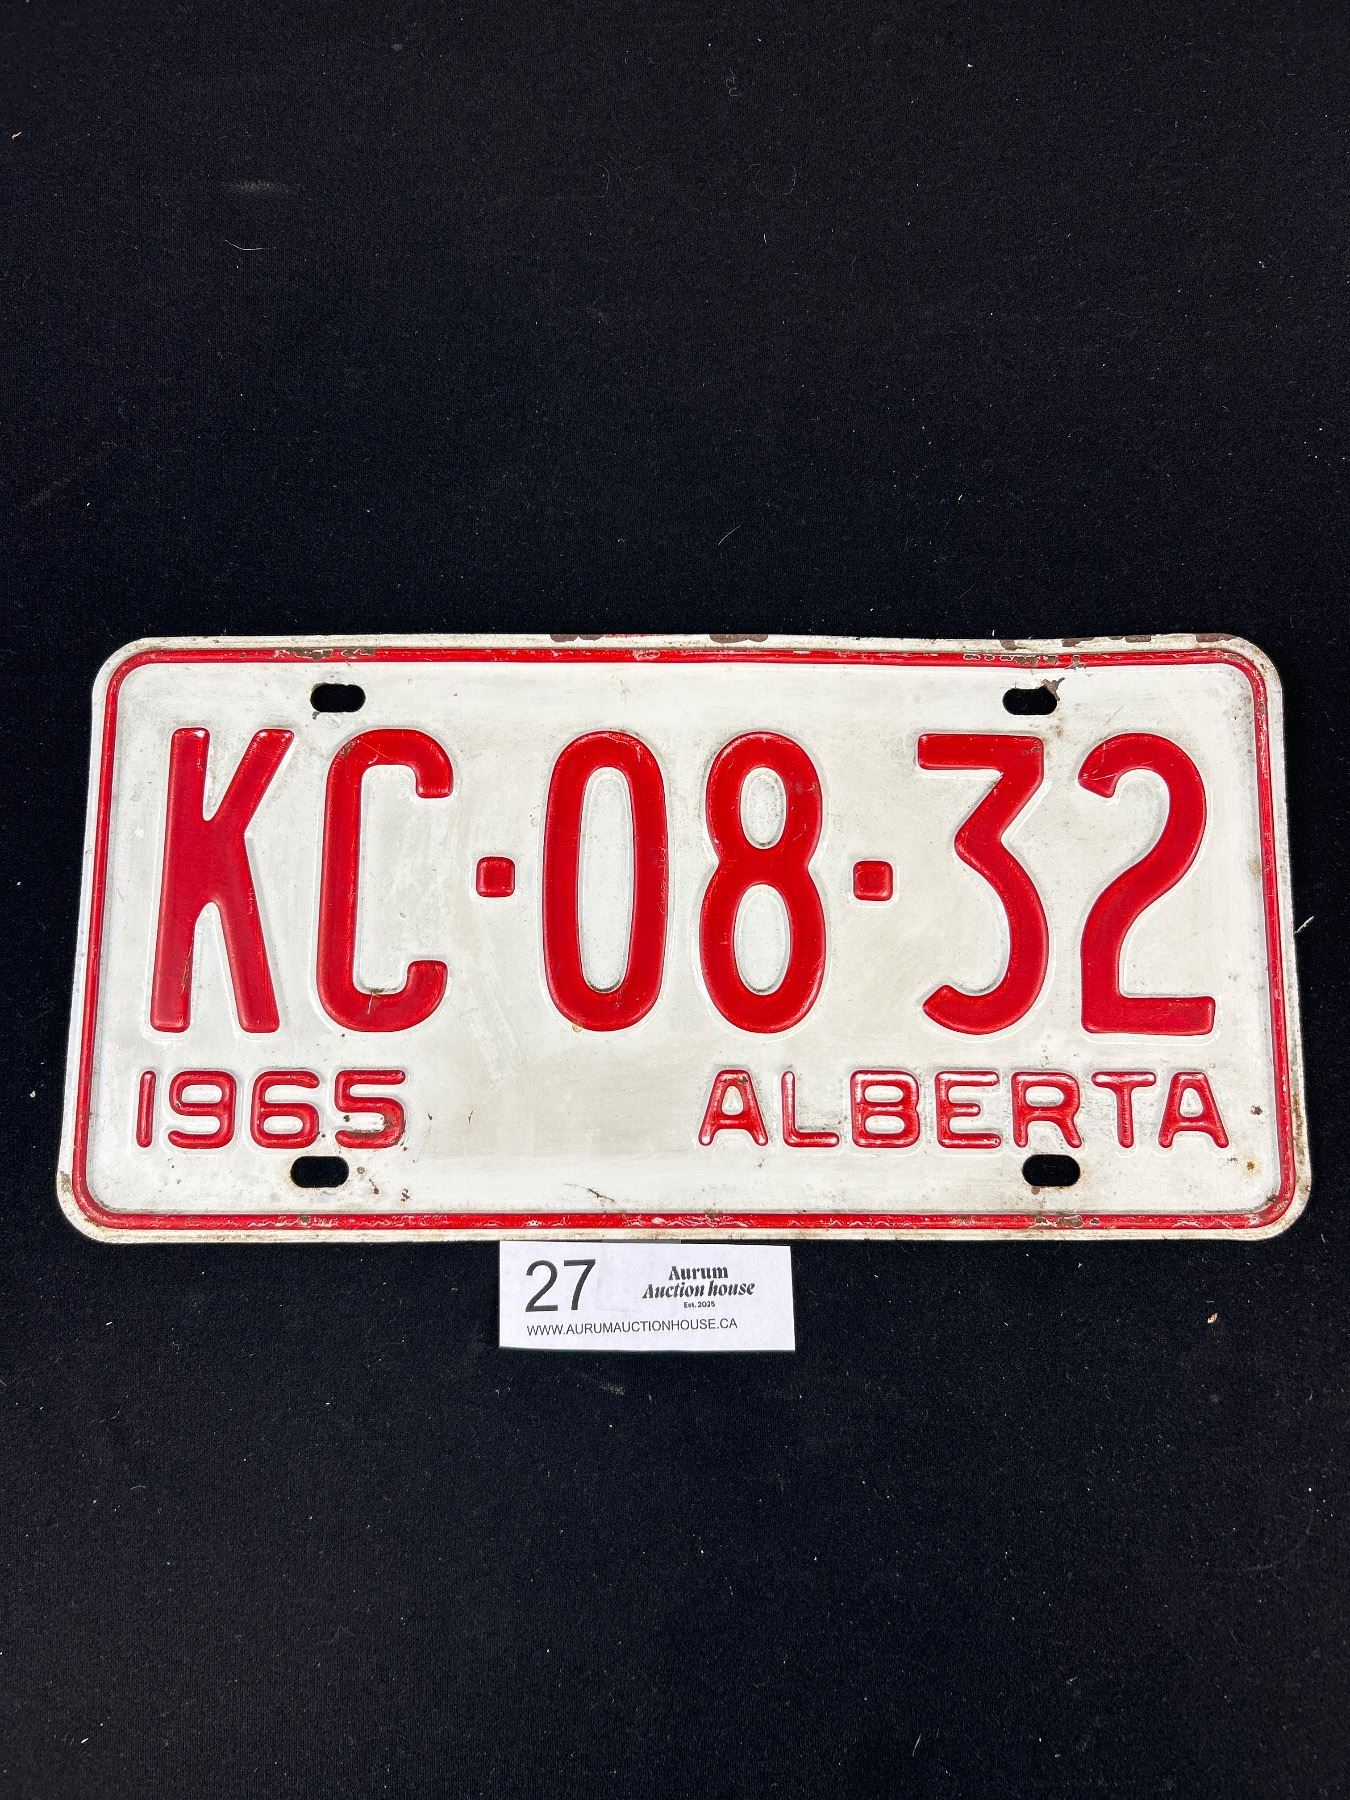 KC·08·32
1965 ALBERTA
27
Aurum
Auction house
Est. 2025
WWW.AURUMAUCTIONHOUSE.CA